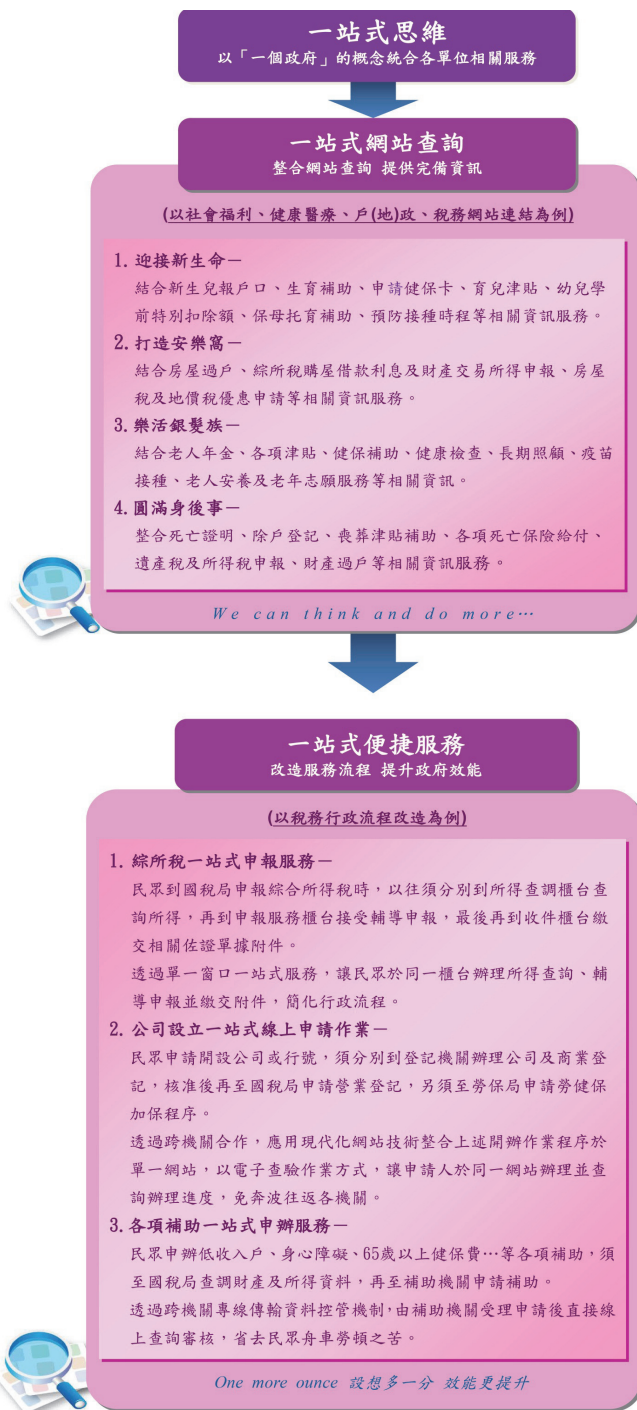 一站式思維
以「一個政府」的概念統合各單位相關服務
一站式網站查詢
整合網站查詢 提供完備資訊
(以社會福利、健康醫療、戶(地)政、稅務網站連結為例)
1. 迎接新生命－
結合新生兒報戶口、生育補助、申請健保卡、育兒津貼、幼兒學
前特別扣除額、保母托育補助、預防接種時程等相關資訊服務。
2. 打造安樂窩－
結合房屋過戶、綜所稅購屋借款利息及財產交易所得申報、房屋
稅及地價稅優惠申請等相關資訊服務。
3. 樂活銀髮族－
結合老人年金、各項津貼、健保補助、健康檢查、長期照顧、疫苗
接種、老人安養及老年志願服務等相關資訊。
4. 圓滿身後事－
整合死亡證明、除戶登記、喪葬津貼補助、各項死亡保險給付、
遺產稅及所得稅申報、財產過戶等相關資訊服務。
We can think and do more…
一站式便捷服務
改造服務流程 提升政府效能
(以稅務行政流程改造為例)
1. 綜所稅一站式申報服務－
民眾到國稅局申報綜合所得稅時，以往須分別到所得查調櫃台查
詢所得，再到申報服務櫃台接受輔導申報，最後再到收件櫃台繳
交相關佐證單據附件。
透過單一窗口一站式服務，讓民眾於同一櫃台辦理所得查詢、輔
導申報並繳交附件，簡化行政流程。
2. 公司設立一站式線上申請作業－
民眾申請開設公司或行號，須分別到登記機關辦理公司及商業登
記，核准後再至國稅局申請營業登記，另須至勞保局申請勞健保
加保程序。
透過跨機關合作，應用現代化網站技術整合上述開辦作業程序於
單一網站，以電子查驗作業方式，讓申請人於同一網站辦理並查
詢辦理進度，免奔波往返各機關。
3. 各項補助一站式申辦服務－
民眾申辦低收入戶、身心障礙、65歲以上健保費…等各項補助，須
至國稅局查調財產及所得資料，再至補助機關申請補助。
透過跨機關專線傳輸資料控管機制，由補助機關受理申請後直接線
上查詢審核，省去民眾舟車勞頓之苦。
One more ounce 設想多一分 效能更提升